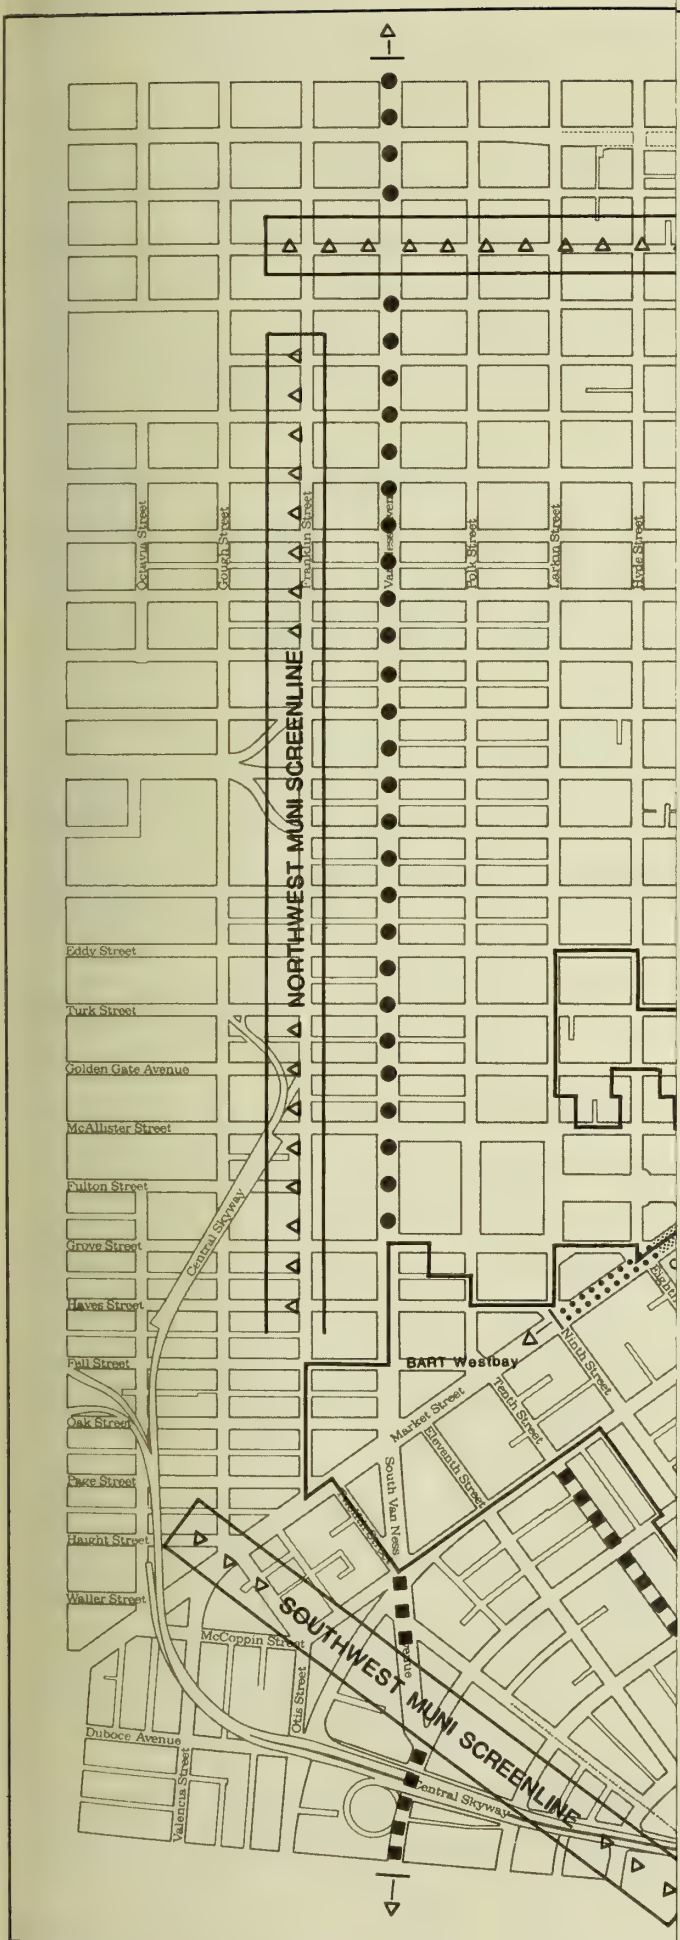 Octavia Street
Gough Street
Franklin Street
Polk Street
Larkin Street
Hyde Street
NORTHWEST MUNI SCREENLINE
Eddy Street
Turk Street
Golden Gate Avenue
McAllister Street
Fulton Street
Central Skyway
Grove Street
Hayes Street
Fell Street
BART Westbay
Eighth
Ninth Street
Tenth Street
Market Street
Eleventh Street
Oak Street
South Van Ness
Page Street
Haight Street
Waller Street
SOUTHWEST MUNI SCREENLINE
McCoppin Street
Otis Street
Duboce Avenue
Valencia Street
Central Skyway